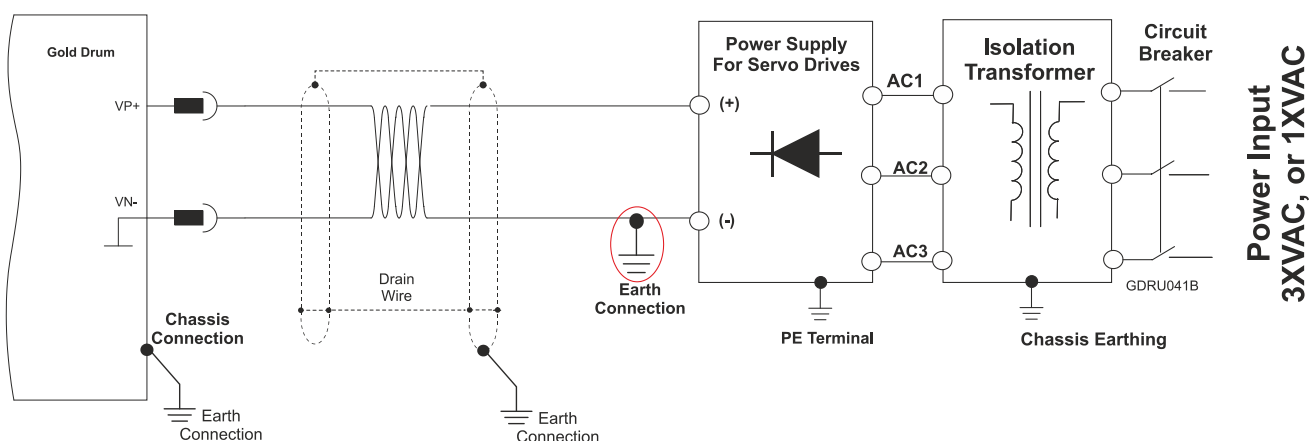 Gold Drum
VP+
VN-
Chassis
Connection
Earth
Connection
Drain
Wire
Earth
Connection
Earth
Connection
Power Supply
For Servo Drives
(+)
(-)
PE Terminal
AC1
AC2
AC3
Isolation
Transformer
Chassis Earthing
Circuit
Breaker
GDRU041B
Power Input
3XVAC, or 1XVAC